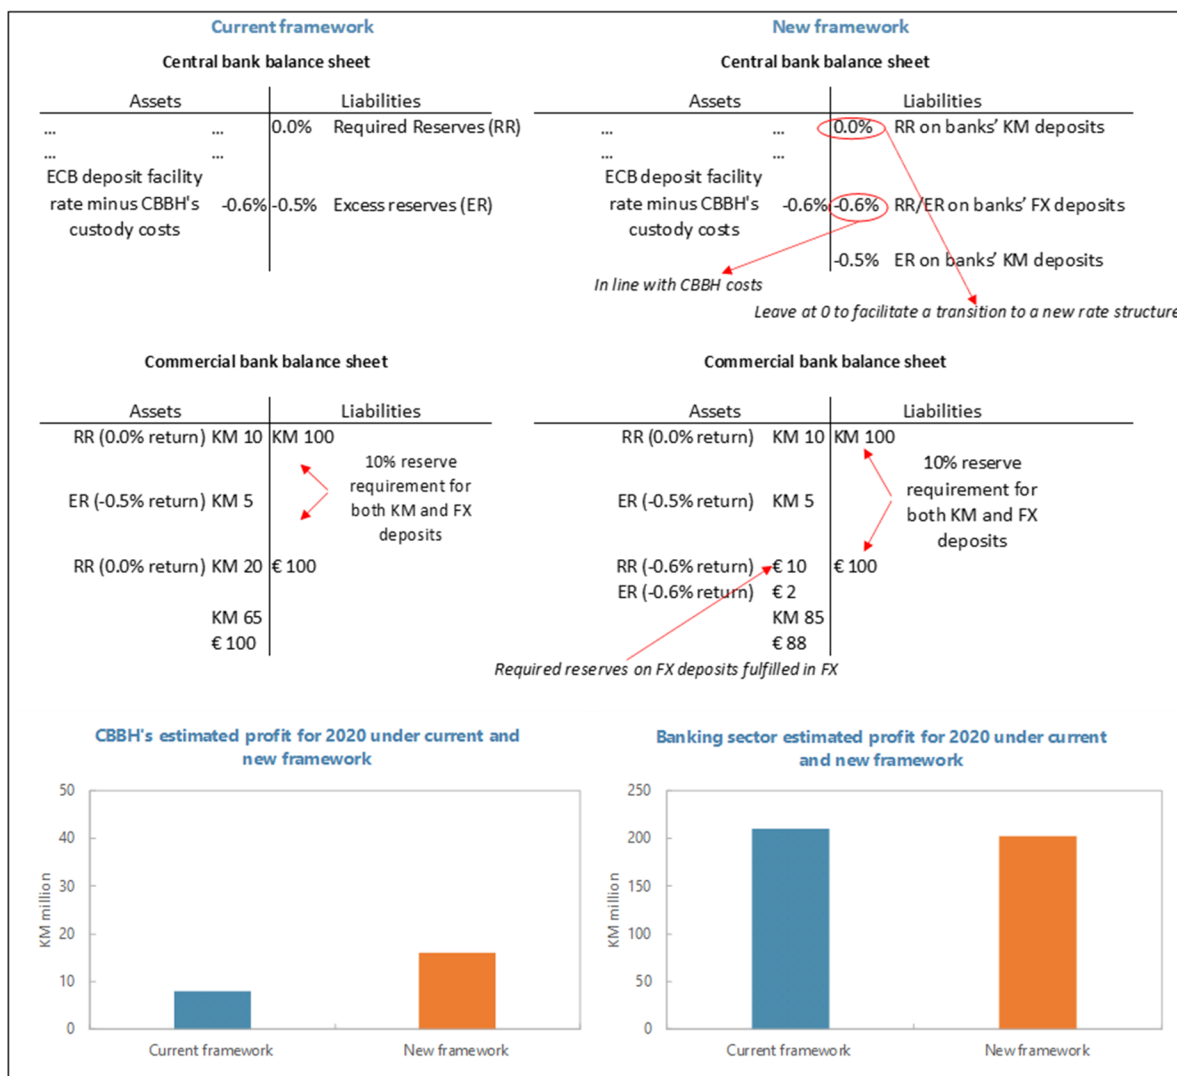 Current framework
Central bank balance sheet
Assets Liabilities
... ... 0.0% Required Reserves (RR)
... ...
ECB deposit facility
rate minus CBBH's -0.6% -0.5% Excess reserves (ER)
custody costs
New framework
Central bank balance sheet
Assets Liabilities
... ... 0.0% RR on banks' KM deposits
... ...
ECB deposit facility
rate minus CBBH's -0.6% -0.6% RR/ER on banks' FX deposits
custody costs
-0.5% ER on banks' KM deposits
In line with CBBH costs
Leave at 0 to facilitate a transition to a new rate structure
Commercial bank balance sheet
Assets Liabilities
RR (0.0% return) KM 10 KM 100
10% reserve
requirement for
both KM and FX
deposits
ER (-0.5% return) KM 5
RR (0.0% return) KM 20 € 100
KM 65
€ 100
Commercial bank balance sheet
Assets Liabilities
RR (0.0% return) KM 10 KM 100
10% reserve
requirement for
both KM and FX
deposits
ER (-0.5% return) KM 5
RR (-0.6% return) € 10 € 100
ER (-0.6% return) € 2
KM 85
€ 88
Required reserves on FX deposits fulfilled in FX
CBBH's estimated profit for 2020 under current and
new framework
50
40
30
20
10
0
KM million
Current framework New framework
Banking sector estimated profit for 2020 under current
and new framework
250
200
150
100
50
0
KM million
Current framework New framework